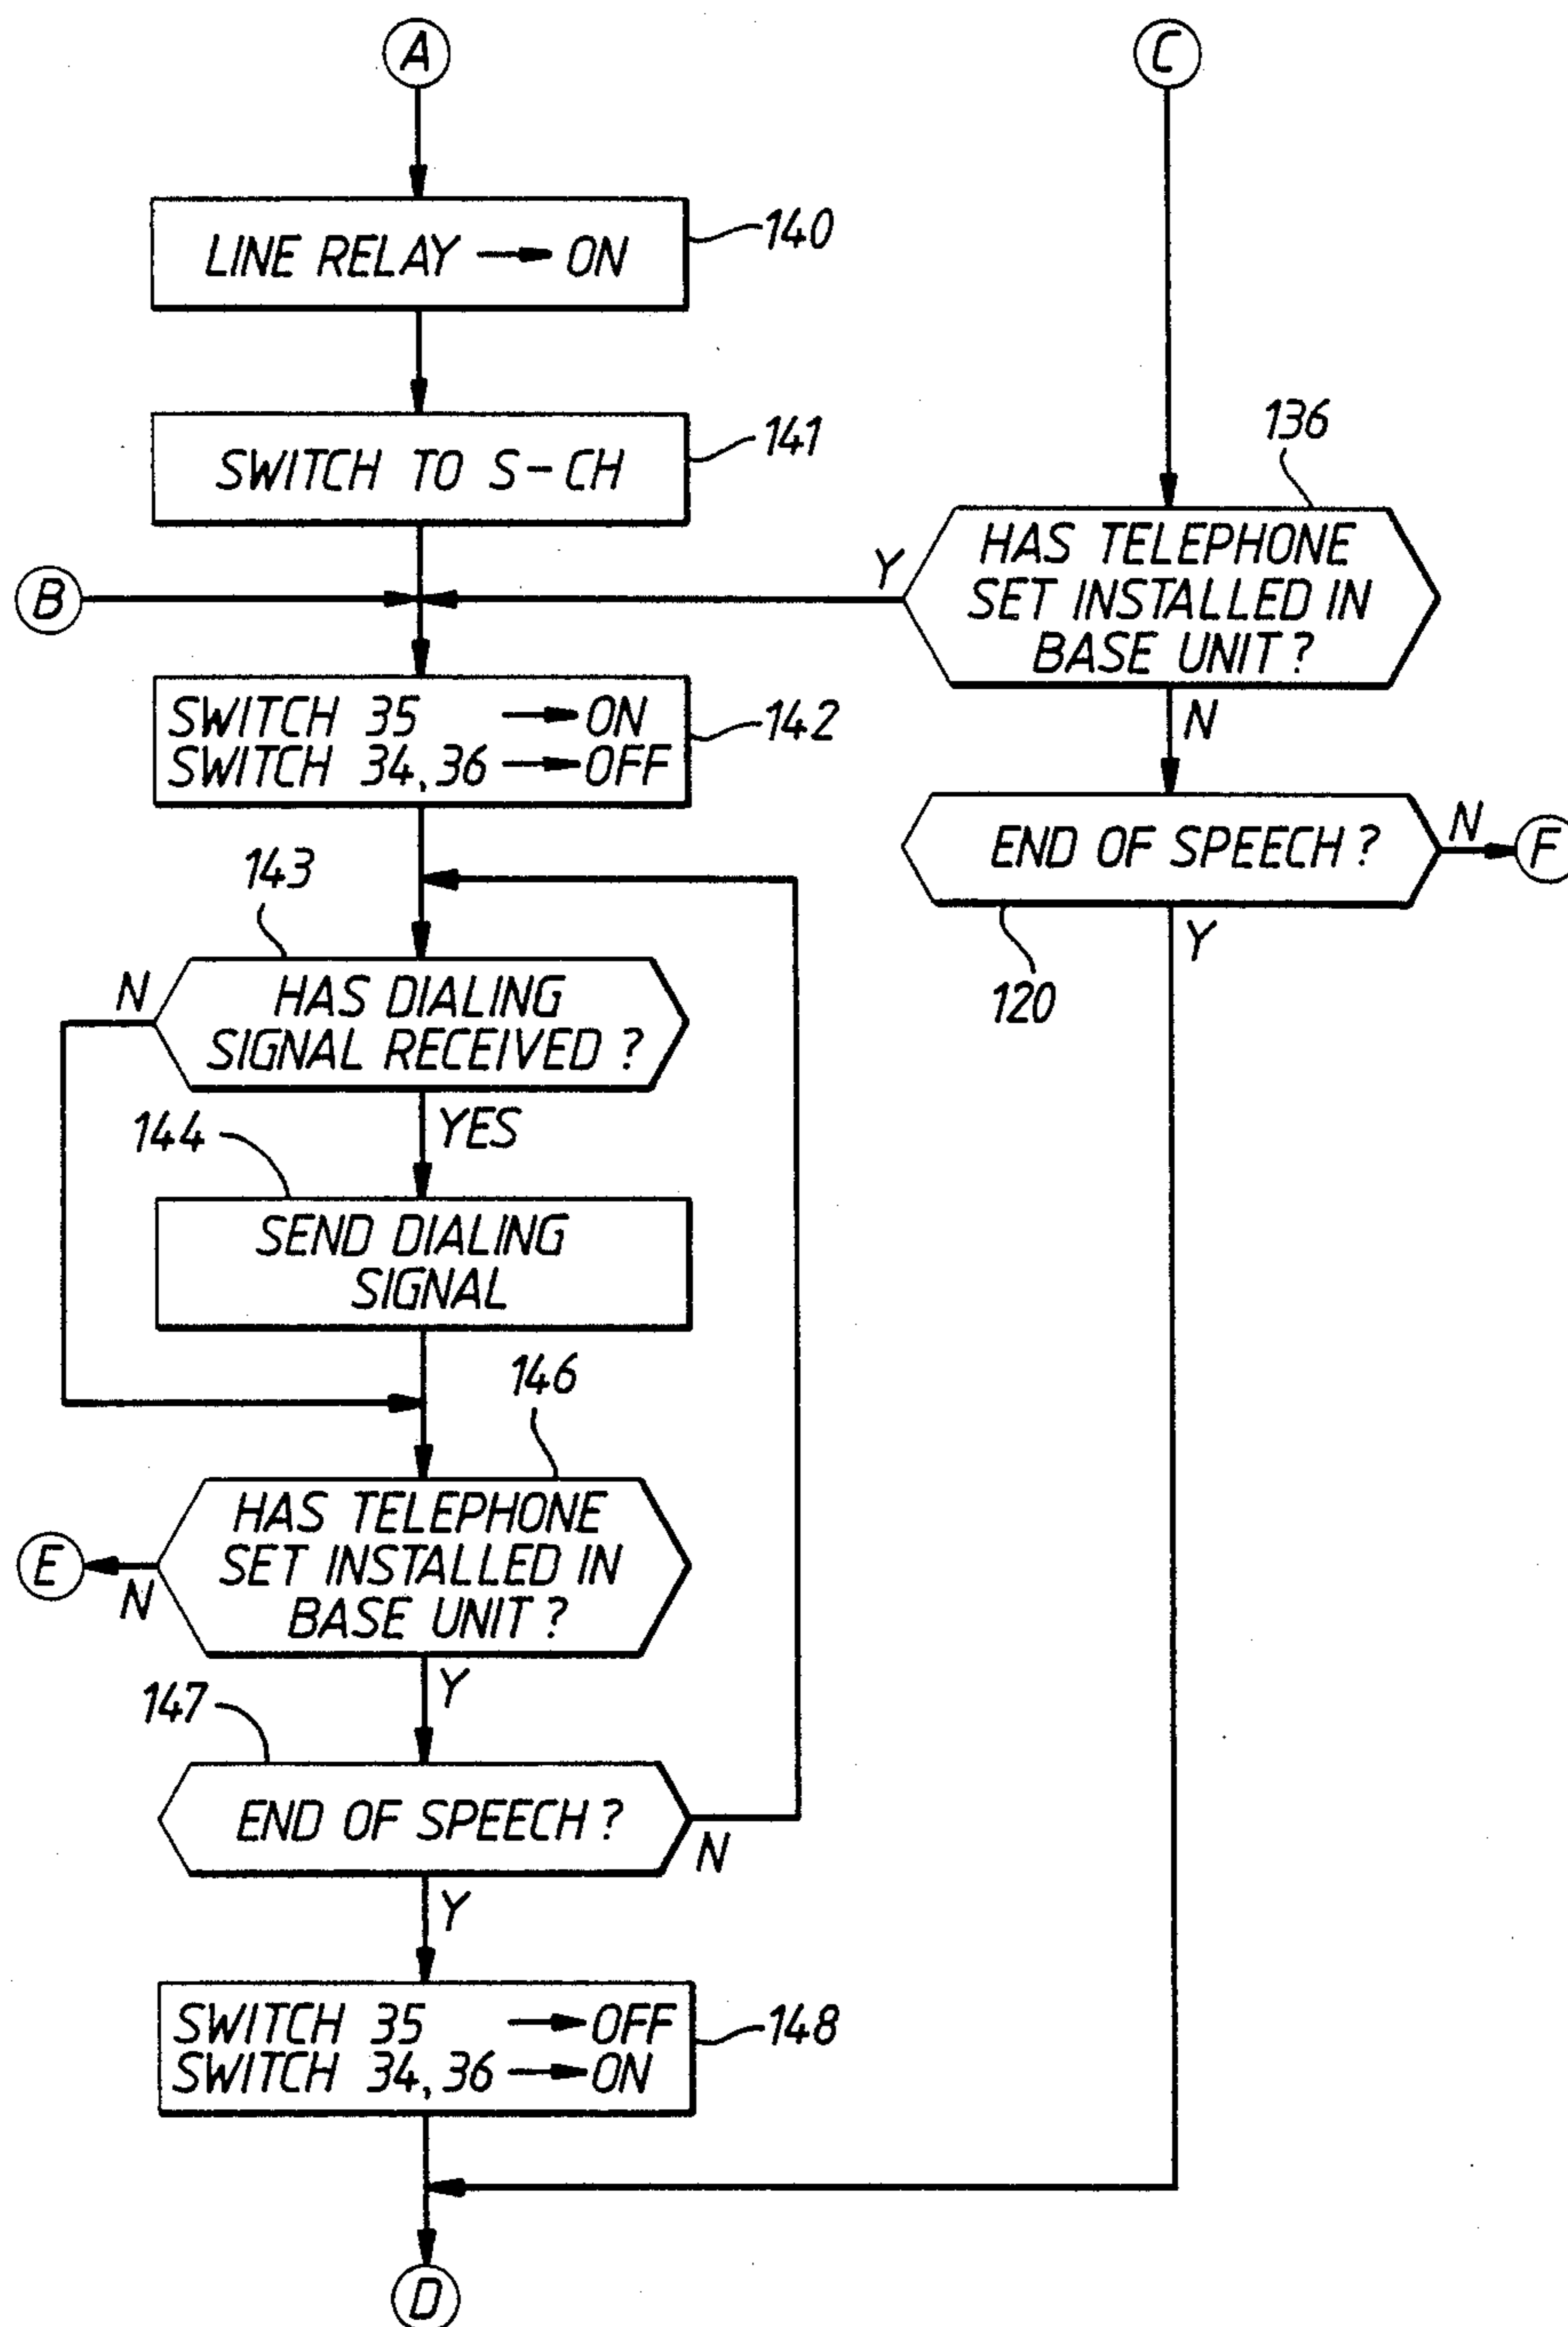 A
LINE RELAY → ON
140
SWITCH TO S-CH
141
B
SWITCH 35 → ON
SWITCH 34, 36 → OFF
142
143
N
HAS DIALING
SIGNAL RECEIVED ?
YES
144
SEND DIALING
SIGNAL
146
HAS TELEPHONE
SET INSTALLED IN
BASE UNIT ?
E
N
Y
147
END OF SPEECH ?
N
Y
SWITCH 35 → OFF
SWITCH 34, 36 → ON
148
D
C
136
HAS TELEPHONE
SET INSTALLED IN
BASE UNIT ?
Y
N
END OF SPEECH ?
N
F
120
Y